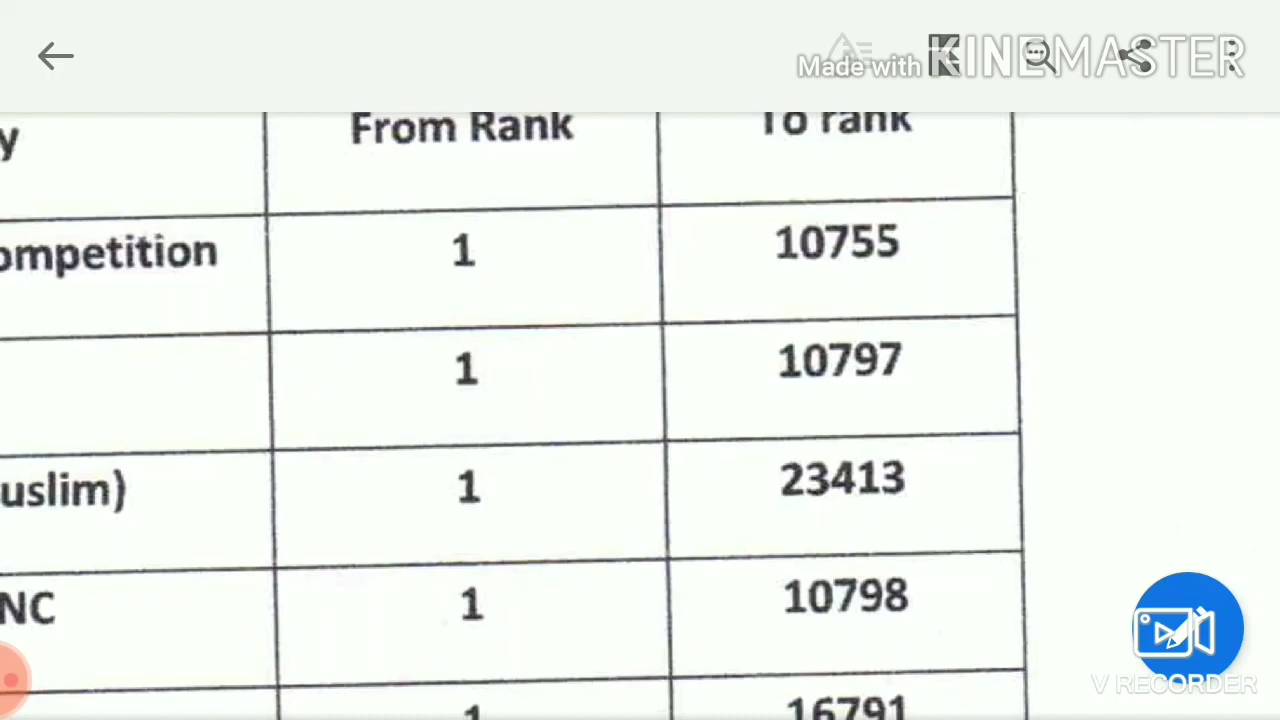 Made with KINEMASTER
y From Rank To rank
ompetition 1 10755
1 10797
uslim) 1 23413
NC 1 10798
1 16791
V RECORDER